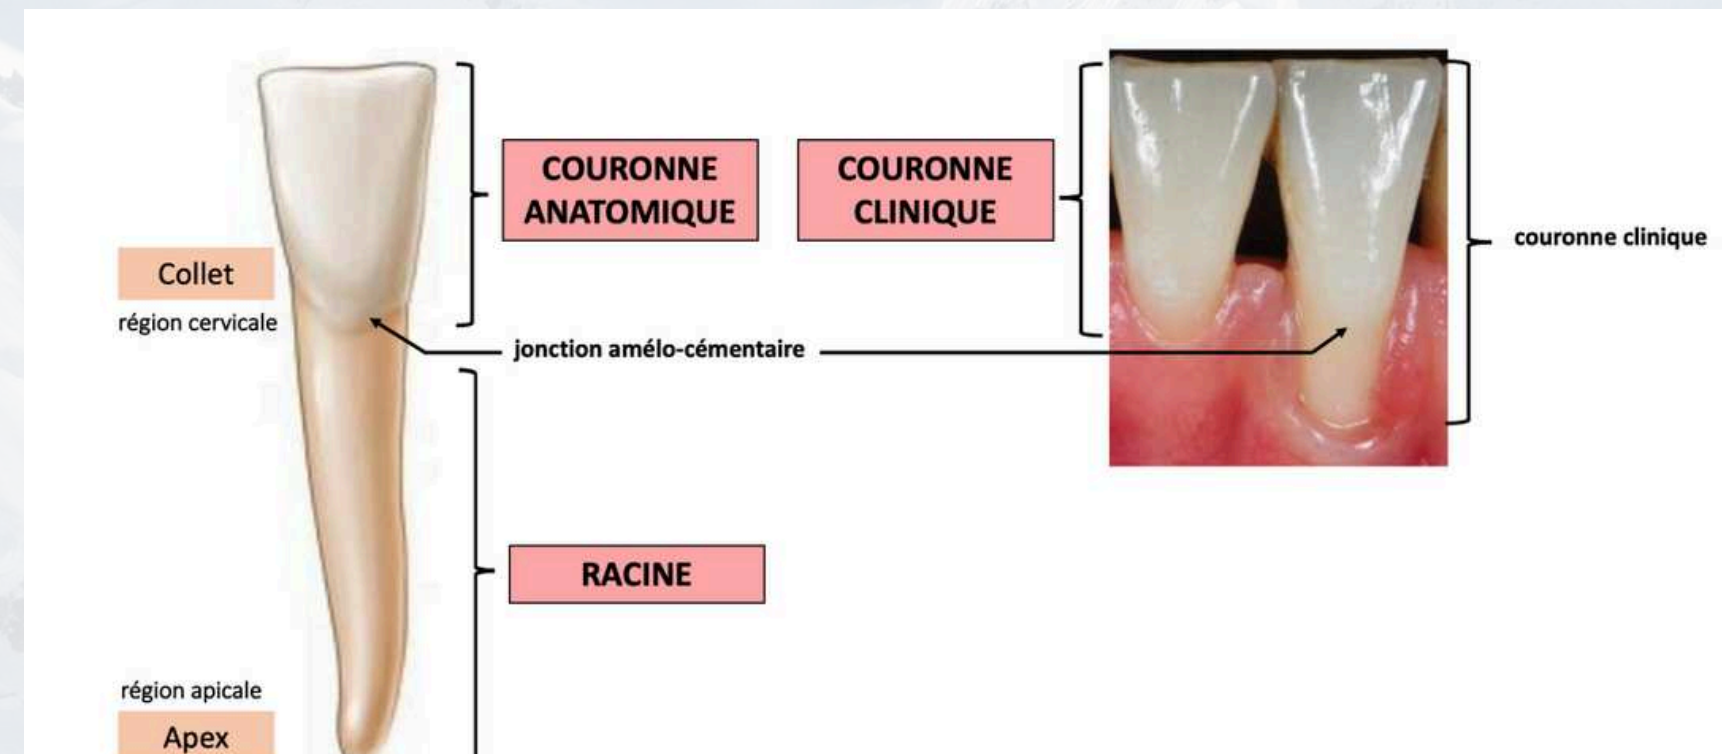 COURONNE
ANATOMIQUE
COURONNE
CLINIQUE
couronne clinique
Collet
région cervicale
jonction amélo-cémentaire
RACINE
région apicale
Apex